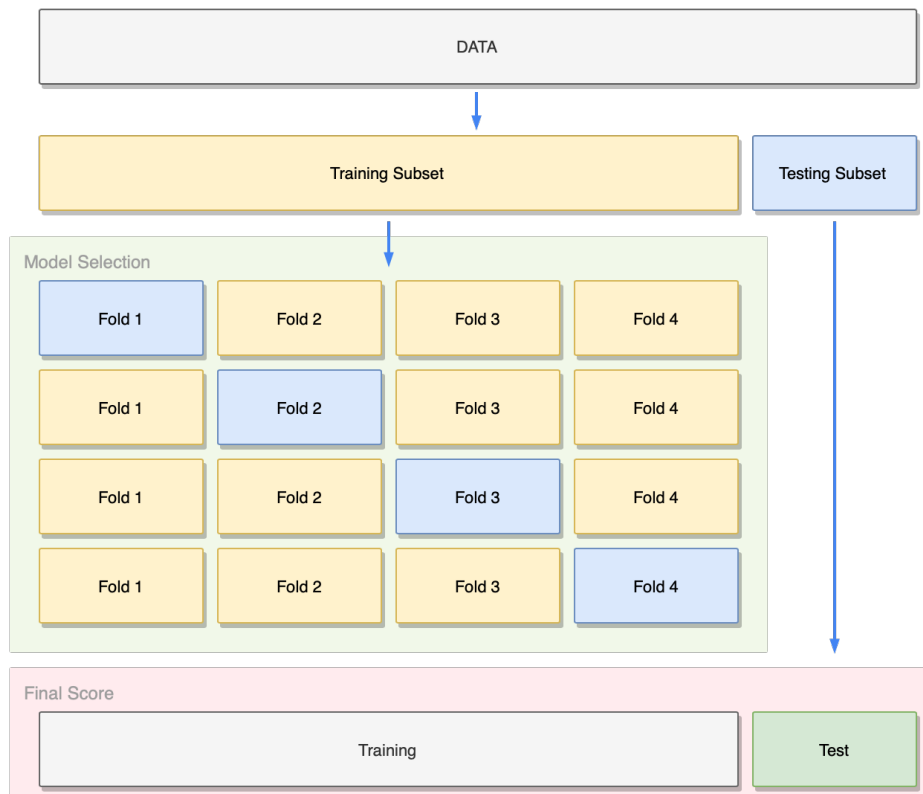 DATA
Training Subset
Testing Subset
Model Selection
Fold 1
Fold 2
Fold 3
Fold 4
Fold 1
Fold 2
Fold 3
Fold 4
Fold 1
Fold 2
Fold 3
Fold 4
Fold 1
Fold 2
Fold 3
Fold 4
Final Score
Training
Test